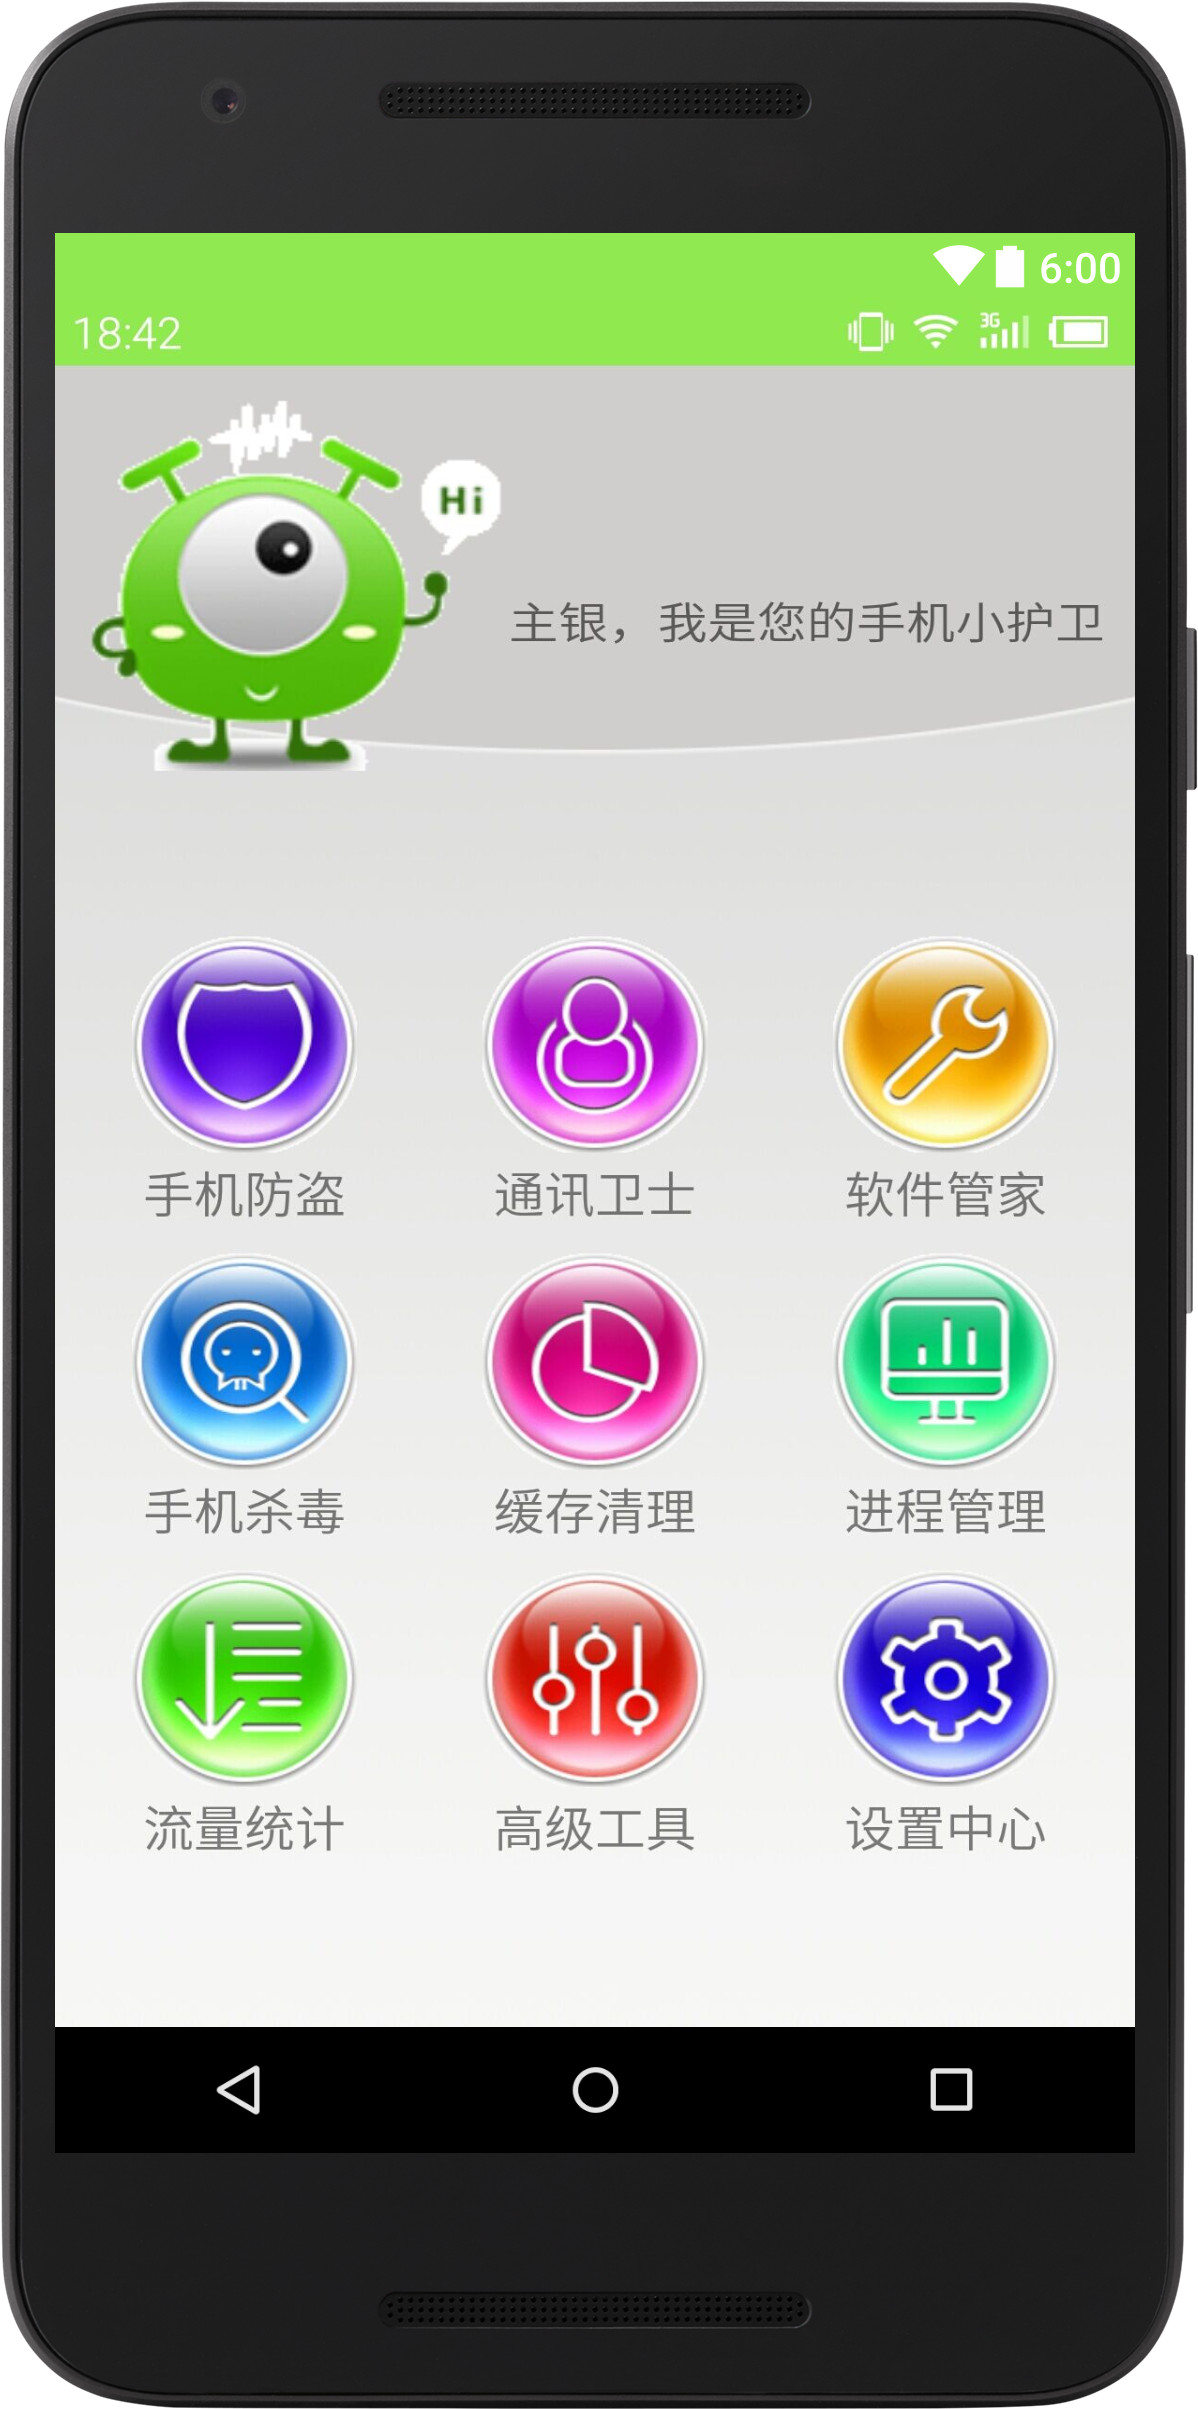 6:00
18:42
3G
Hi
主银，我是您的手机小护卫
手机防盗
通讯卫士
软件管家
手机杀毒
缓存清理
进程管理
流量统计
高级工具
设置中心